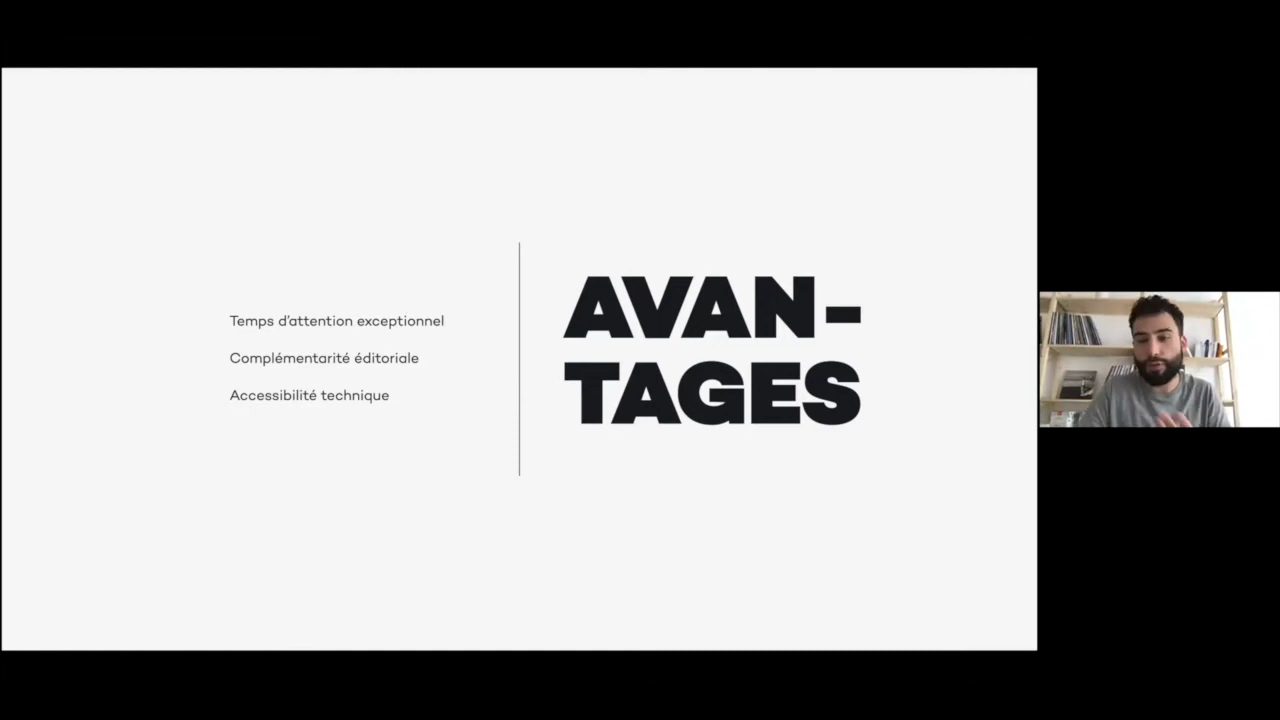 Temps d'attention exceptionnel
Complémentarité éditoriale
Accessibilité technique
AVAN-
TAGES